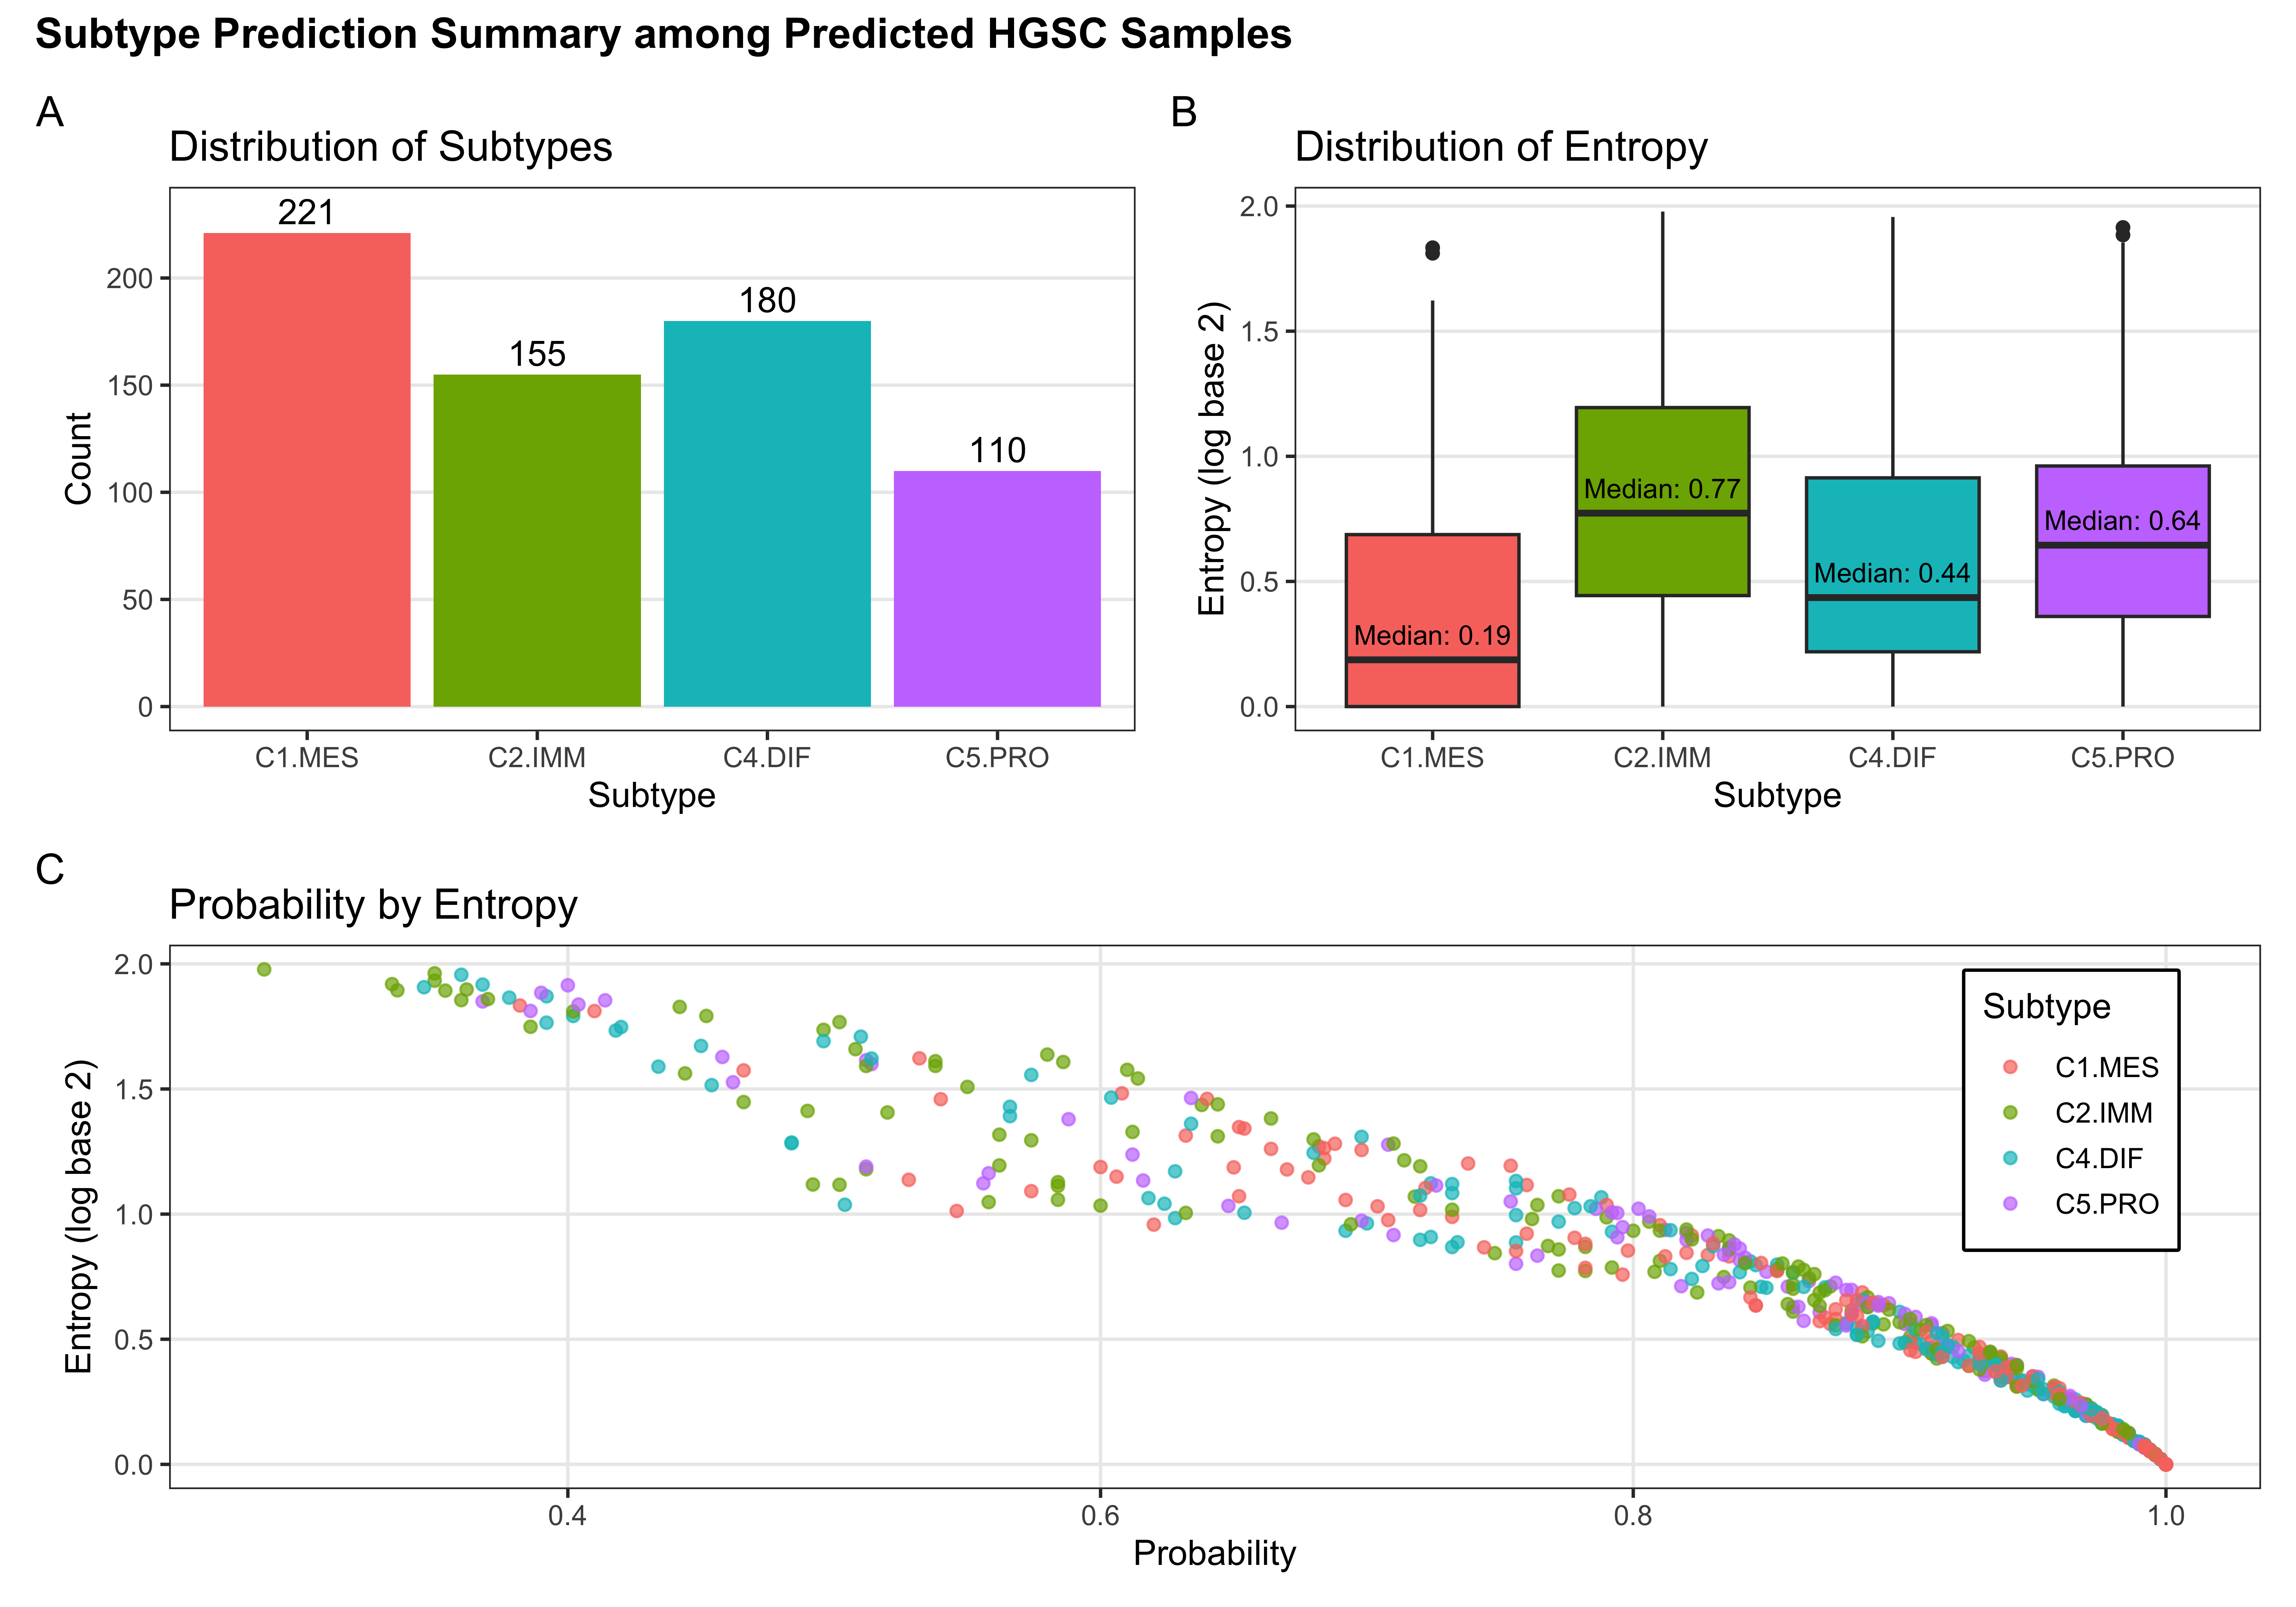 Subtype Prediction Summary among Predicted HGSC Samples
A
Distribution of Subtypes
221
155
180
110
200
150
100
50
0
Count
C1.MES
C2.IMM
C4.DIF
C5.PRO
Subtype
B
Distribution of Entropy
2.0
1.5
1.0
0.5
0.0
Entropy (log base 2)
Median: 0.19
Median: 0.77
Median: 0.44
Median: 0.64
C1.MES
C2.IMM
C4.DIF
C5.PRO
Subtype
C
Probability by Entropy
2.0
1.5
1.0
0.5
0.0
Entropy (log base 2)
Subtype
C1.MES
C2.IMM
C4.DIF
C5.PRO
0.4
0.6
0.8
1.0
Probability